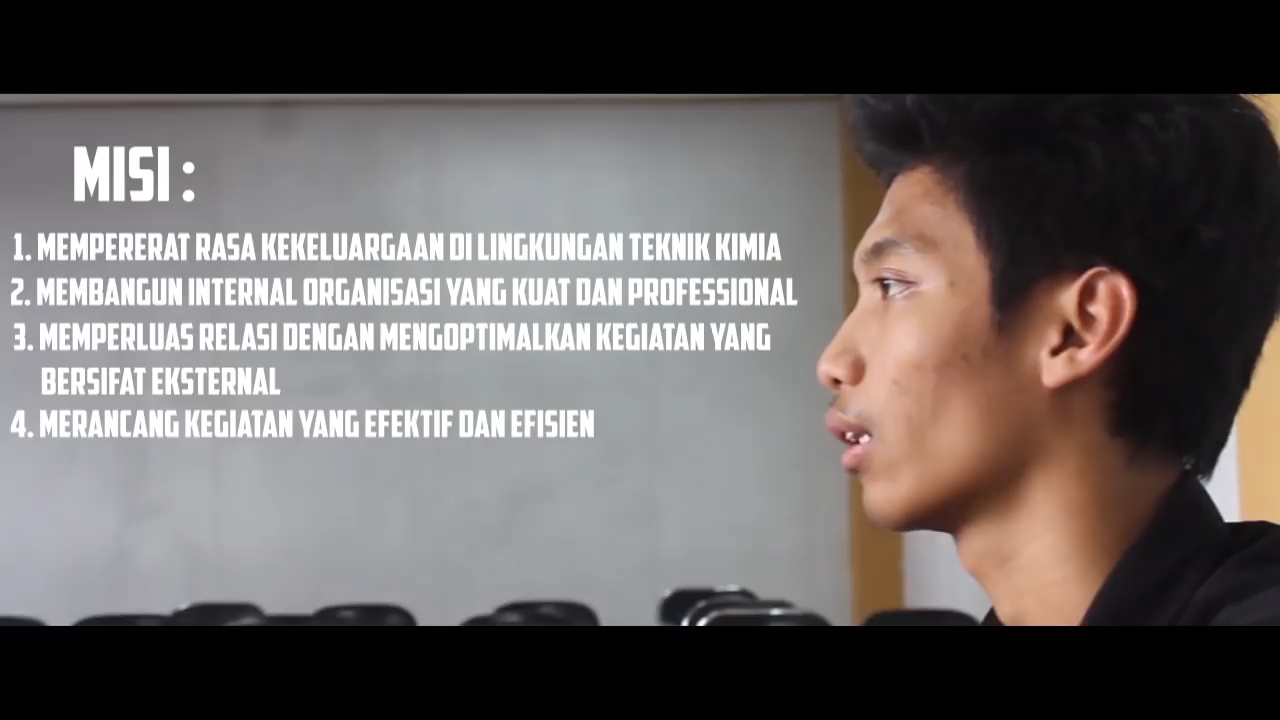 MISI :
1. MEMPERERAT RASA KEKELUARGAAN DI LINGKUNGAN TEKNIK KIMIA
2. MEMBANGUN INTERNAL ORGANISASI YANG KUAT DAN PROFESSIONAL
3. MEMPERLUAS RELASI DENGAN MENGOPTIMALKAN KEGIATAN YANG
BERSIFAT EKSTERNAL
4. MERANCANG KEGIATAN YANG EFEKTIF DAN EFISIEN